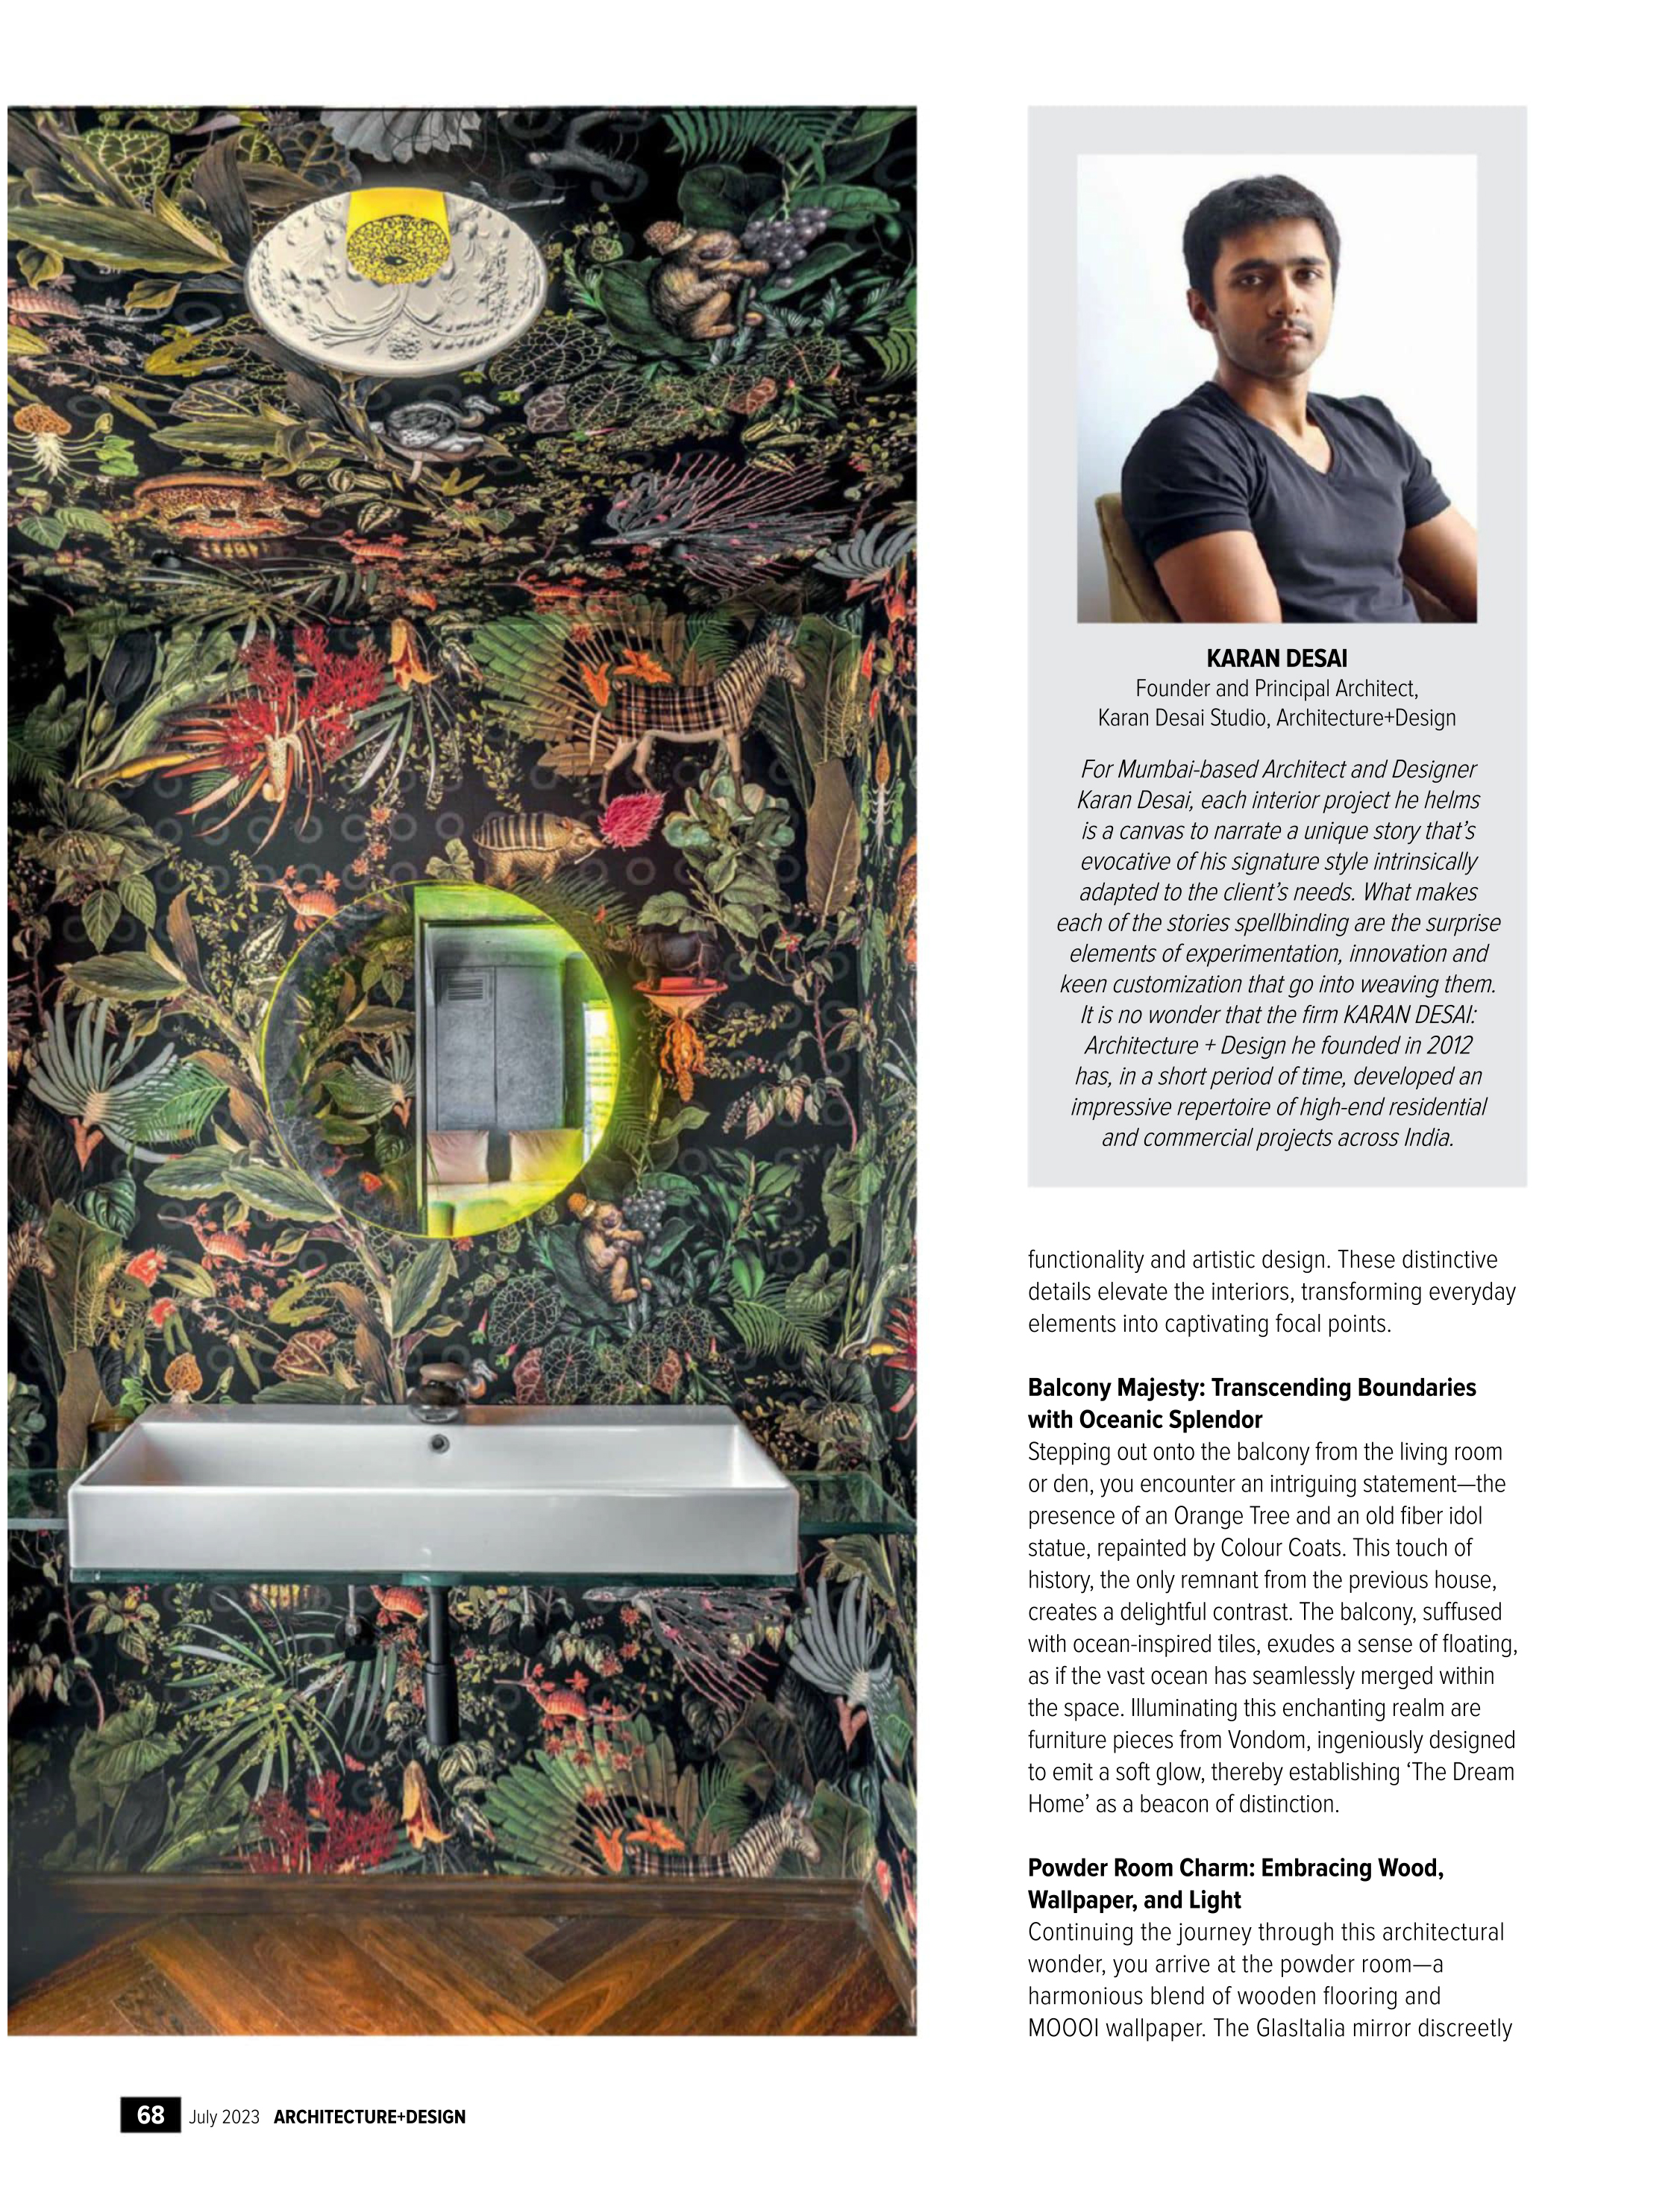 KARAN DESAI
Founder and Principal Architect,
Karan Desai Studio, Architecture+Design
For Mumbai-based Architect and Designer
Karan Desai, each interior project he helms
is a canvas to narrate a unique story that’s
evocative of his signature style intrinsically
adapted to the client’s needs. What makes
each of the stories spellbinding are the surprise
elements of experimentation, innovation and
keen customization that go into weaving them.
It is no wonder that the firm KARAN DESAI:
Architecture + Design he founded in 2012
has, in a short period of time, developed an
impressive repertoire of high-end residential
and commercial projects across India.
functionality and artistic design. These distinctive
details elevate the interiors, transforming everyday
elements into captivating focal points.
Balcony Majesty: Transcending Boundaries
with Oceanic Splendor
Stepping out onto the balcony from the living room
or den, you encounter an intriguing statement—the
presence of an Orange Tree and an old fiber idol
statue, repainted by Colour Coats. This touch of
history, the only remnant from the previous house,
creates a delightful contrast. The balcony, suffused
with ocean-inspired tiles, exudes a sense of floating,
as if the vast ocean has seamlessly merged within
the space. Illuminating this enchanting realm are
furniture pieces from Vondom, ingeniously designed
to emit a soft glow, thereby establishing ‘The Dream
Home’ as a beacon of distinction.
Powder Room Charm: Embracing Wood,
Wallpaper, and Light
Continuing the journey through this architectural
wonder, you arrive at the powder room—a
harmonious blend of wooden flooring and
MOOOI wallpaper. The GlasItalia mirror discreetly
68 July 2023 ARCHITECTURE+DESIGN